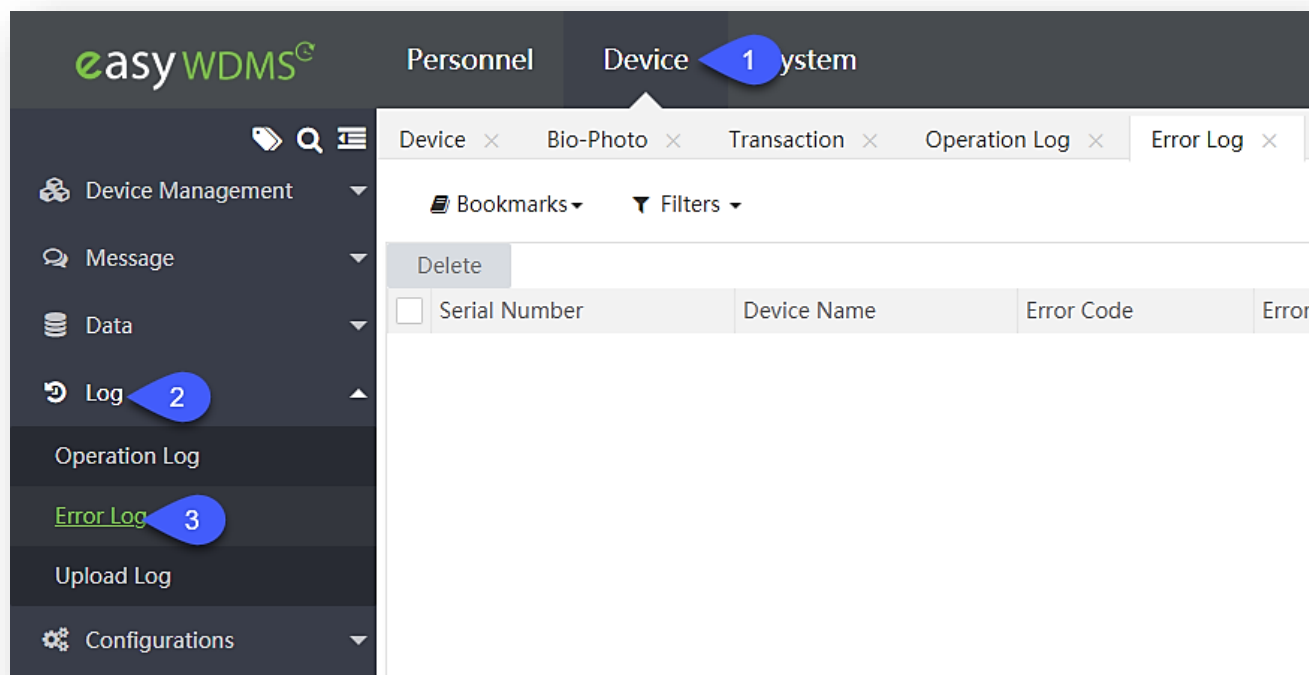 easy WDMS
Personnel Device 1 ystem
Device Bio-Photo Transaction Operation Log Error Log
Device Management
Bookmarks Filters
Message
Delete
Serial Number Device Name Error Code Error
Data
Log 2
Operation Log
Error Log 3
Upload Log
Configurations